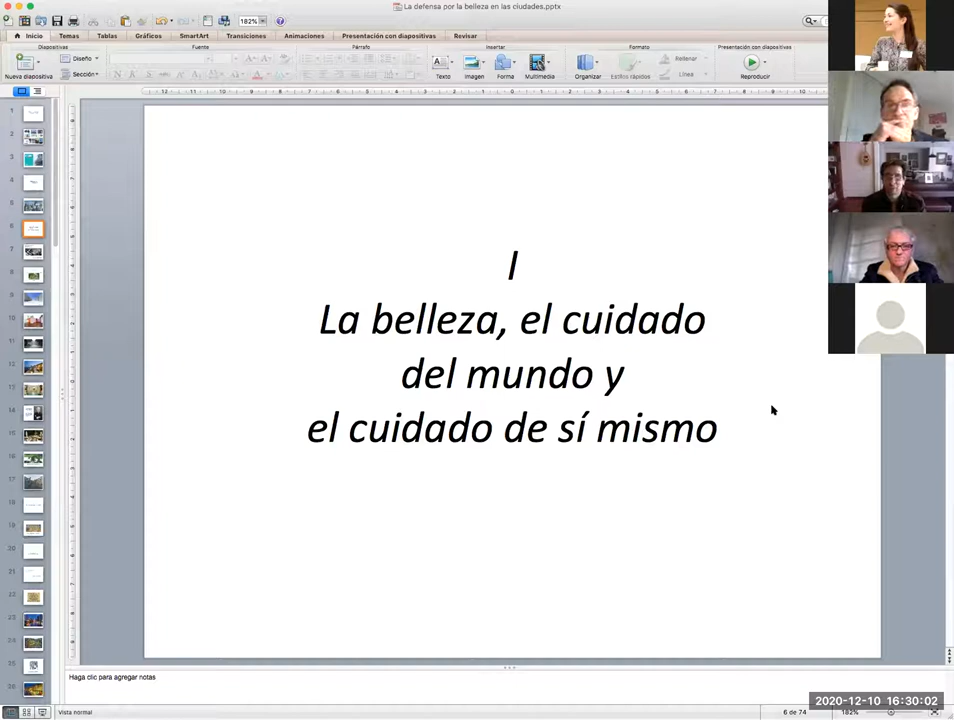 La defensa por la belleza en las ciudades.pptx
182%
Inicio Temas Tablas Gráficos SmartArt Transiciones Animaciones Presentación con diapositivas Revisar
Diapositivas Fuente Párrafo Insertar Formato Presentación con diapositivas
Nueva diapositiva Diseño Sección Texto Imagen Forma Multimedia Organizar Estilos rápidos Rellenar Línea Reproducir
I
La belleza, el cuidado
del mundo y
el cuidado de sí mismo
Haga clic para agregar notas
2020-12-10 16:30:02
Vista normal 6 de 74 182%